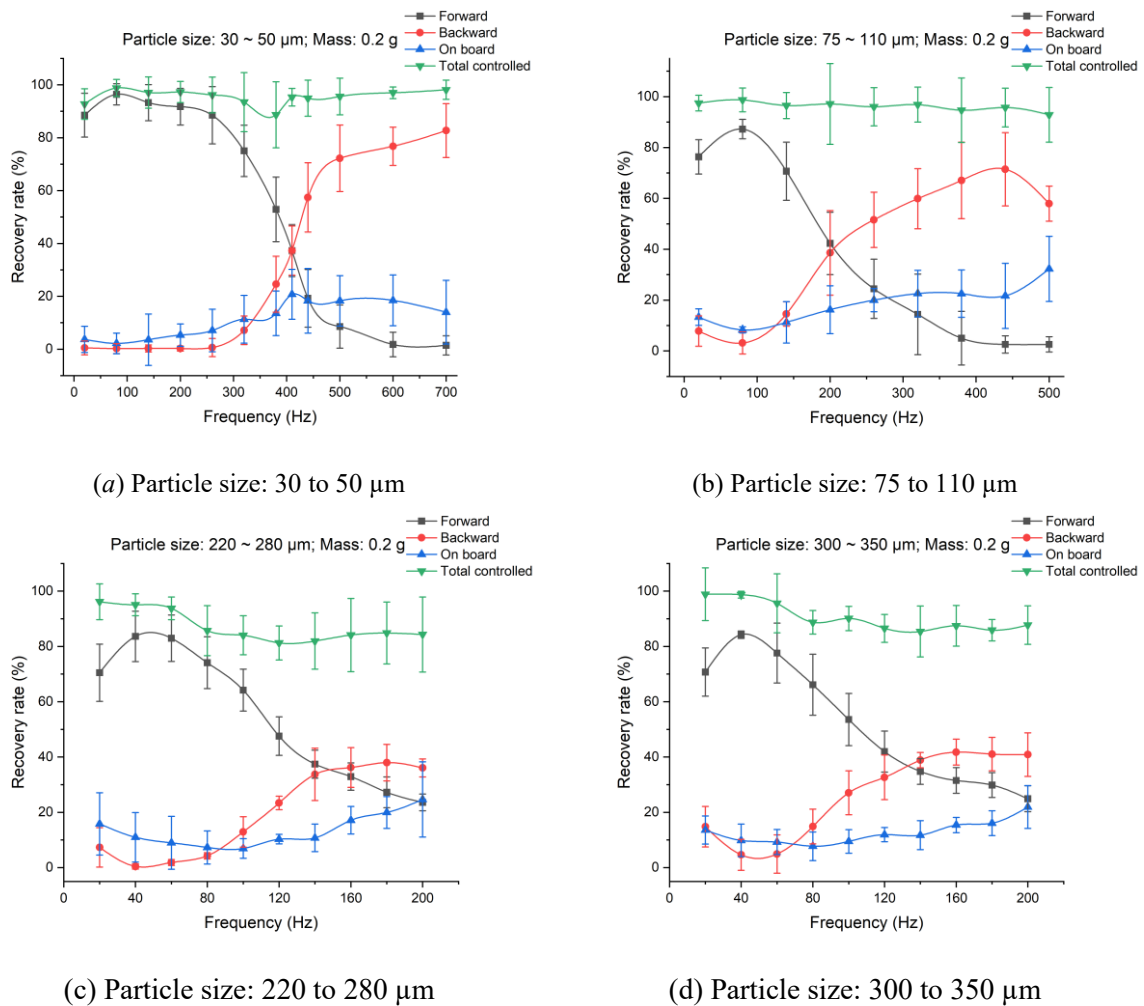 Forward
Backward
On board
Total controlled
Particle size: 30 ~ 50 µm; Mass: 0.2 g
Recovery rate (%)
100
80
60
40
20
0
0 100 200 300 400 500 600 700
Frequency (Hz)
(a) Particle size: 30 to 50 µm
Forward
Backward
On board
Total controlled
Particle size: 75 ~ 110 µm; Mass: 0.2 g
Recovery rate (%)
100
80
60
40
20
0
0 100 200 300 400 500
Frequency (Hz)
(b) Particle size: 75 to 110 µm
Forward
Backward
On board
Total controlled
Particle size: 220 ~ 280 µm; Mass: 0.2 g
Recovery rate (%)
100
80
60
40
20
0
0 40 80 120 160 200
Frequency (Hz)
(c) Particle size: 220 to 280 µm
Forward
Backward
On board
Total controlled
Particle size: 300 ~ 350 µm; Mass: 0.2 g
Recovery rate (%)
100
80
60
40
20
0
0 40 80 120 160 200
Frequency (Hz)
(d) Particle size: 300 to 350 µm